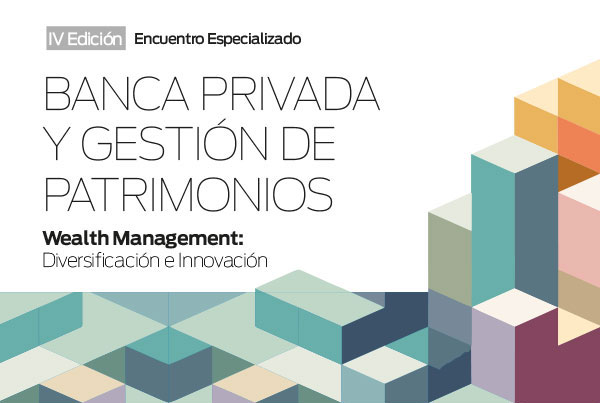 IV Edición Encuentro Especializado
BANCA PRIVADA
Y GESTIÓN DE
PATRIMONIOS
Wealth Management:
Diversificación e Innovación